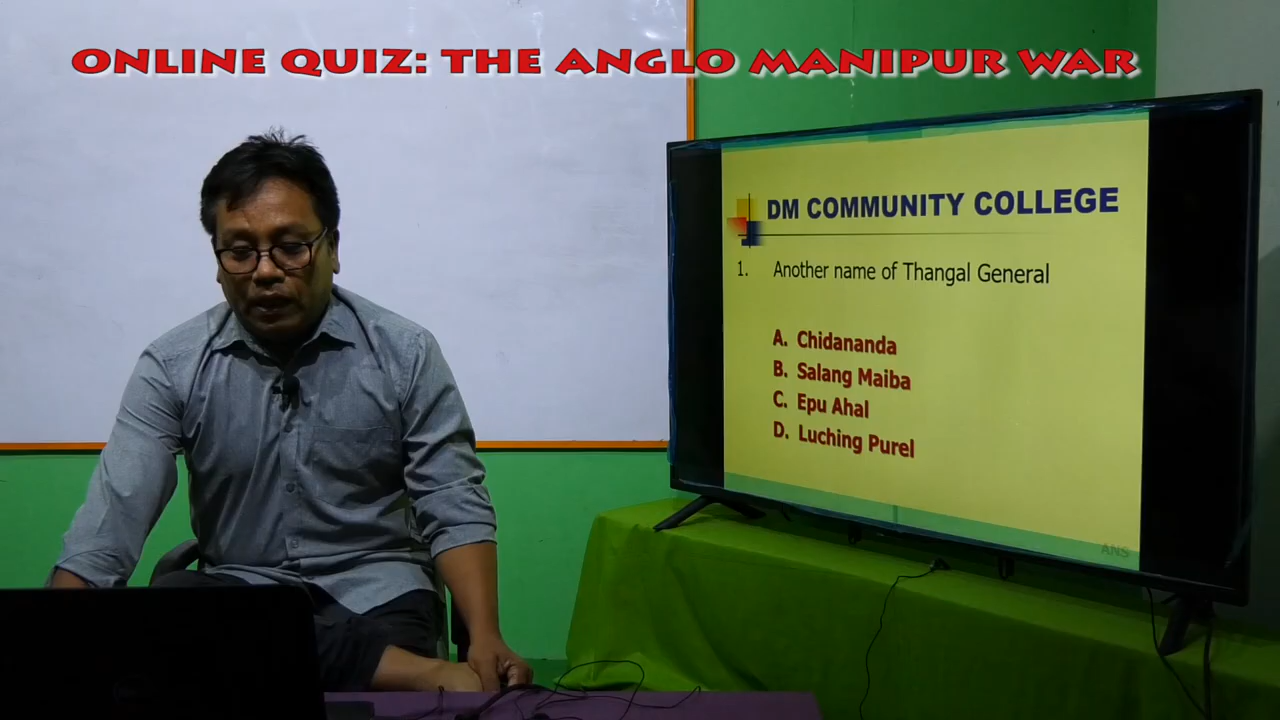 ONLINE QUIZ: THE ANGLO MANIPUR WAR
DM COMMUNITY COLLEGE
1. Another name of Thangal General
A. Chidananda
B. Salang Maiba
C. Epu Ahal
D. Luching Purel
ANS